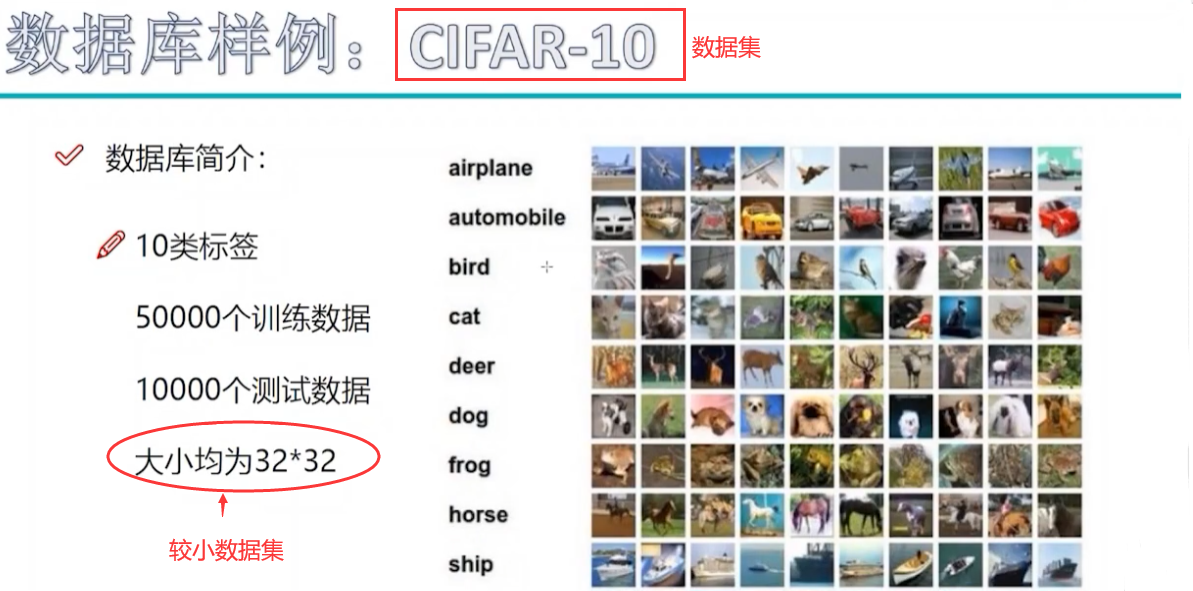 数据库样例：CIFAR-10 数据集
数据库简介：
10类标签
50000个训练数据
10000个测试数据
大小均为32*32
较小数据集
airplane
automobile
bird
cat
deer
dog
frog
horse
ship